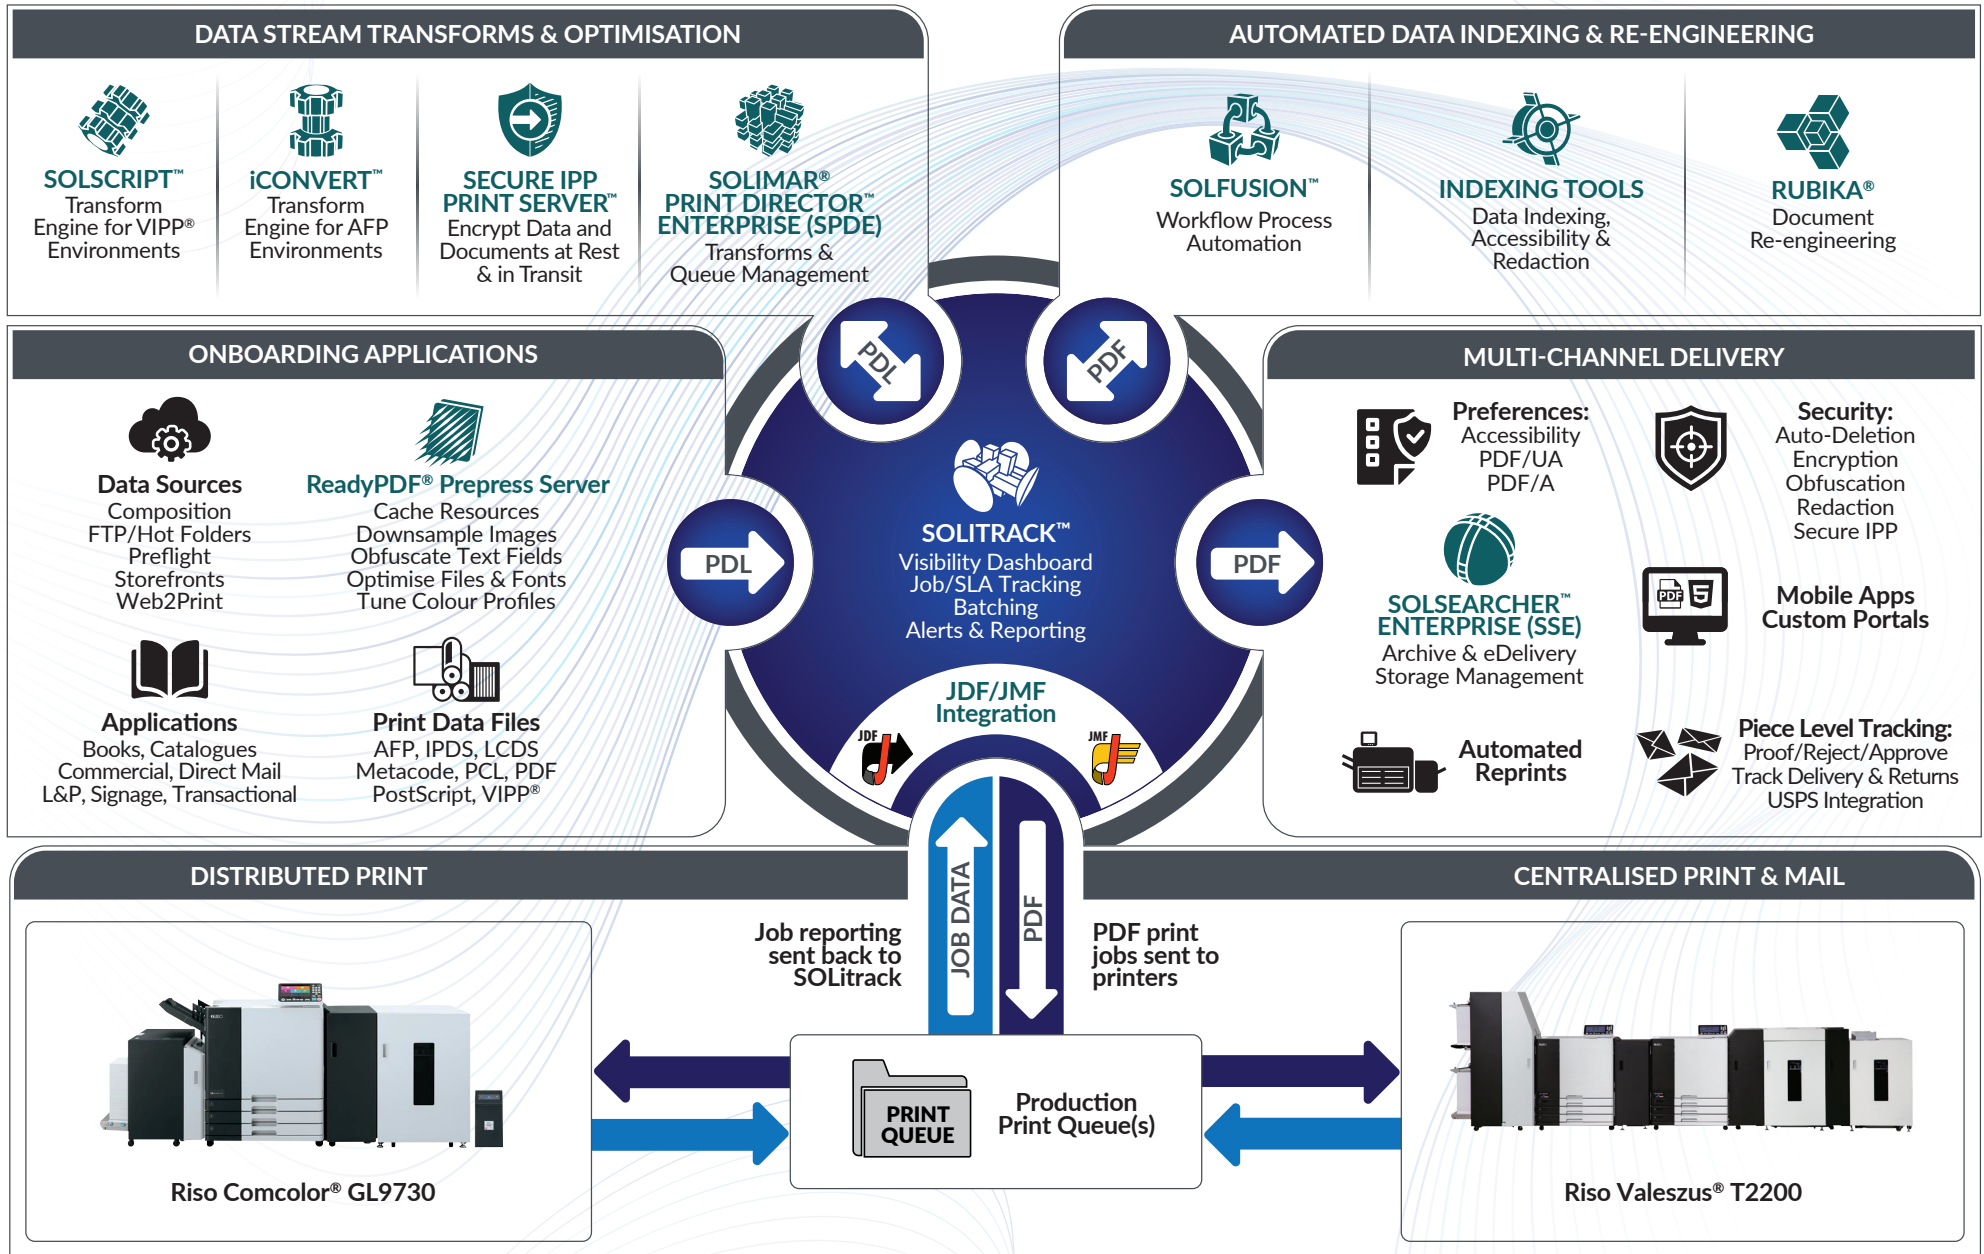 DATA STREAM TRANSFORMS & OPTIMISATION
SOLSCRIPT™
Transform
Engine for VIPP®
Environments
iCONVERT™
Transform
Engine for AFP
Environments
SECURE IPP
PRINT SERVER™
Encrypt Data and
Documents at Rest
& in Transit
SOLIMAR®
PRINT DIRECTOR™
ENTERPRISE (SPDE)
Transforms &
Queue Management
AUTOMATED DATA INDEXING & RE-ENGINEERING
SOLFUSION™
Workflow Process
Automation
INDEXING TOOLS
Data Indexing,
Accessibility &
Redaction
RUBIKA®
Document
Re-engineering
ONBOARDING APPLICATIONS
Data Sources
Composition
FTP/Hot Folders
Preflight
Storefronts
Web2Print
ReadyPDF® Prepress Server
Cache Resources
Downsample Images
Obfuscate Text Fields
Optimise Files & Fonts
Tune Colour Profiles
Applications
Books, Catalogues
Commercial, Direct Mail
L&P, Signage, Transactional
Print Data Files
AFP, IPDS, LCDS
Metacode, PCL, PDF
PostScript, VIPP®
PDL
PDF
PDL
PDF
SOLITRACK™
Visibility Dashboard
Job/SLA Tracking
Batching
Alerts & Reporting
JDF/JMF
Integration
JDF
JMF
MULTI-CHANNEL DELIVERY
Preferences:
Accessibility
PDF/UA
PDF/A
Security:
Auto-Deletion
Encryption
Obfuscation
Redaction
Secure IPP
SOLSEARCHER™
ENTERPRISE (SSE)
Archive & eDelivery
Storage Management
PDF
5
Mobile Apps
Custom Portals
Automated
Reprints
Piece Level Tracking:
Proof/Reject/Approve
Track Delivery & Returns
USPS Integration
DISTRIBUTED PRINT
CENTRALISED PRINT & MAIL
Job reporting
sent back to
SOLitrack
JOB DATA
PDF
PDF print
jobs sent to
printers
PRINT
QUEUE
Production
Print Queue(s)
Riso Comcolor® GL9730
Riso Valeszus® T2200